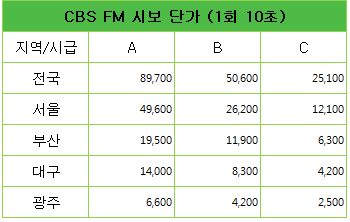 CBS FM 시보 단가 (1회 10초)
지역/시급 A B C
전국 89,700 50,600 25,100
서울 49,600 26,200 12,100
부산 19,500 11,900 6,300
대구 14,000 8,300 4,200
광주 6,600 4,200 2,500